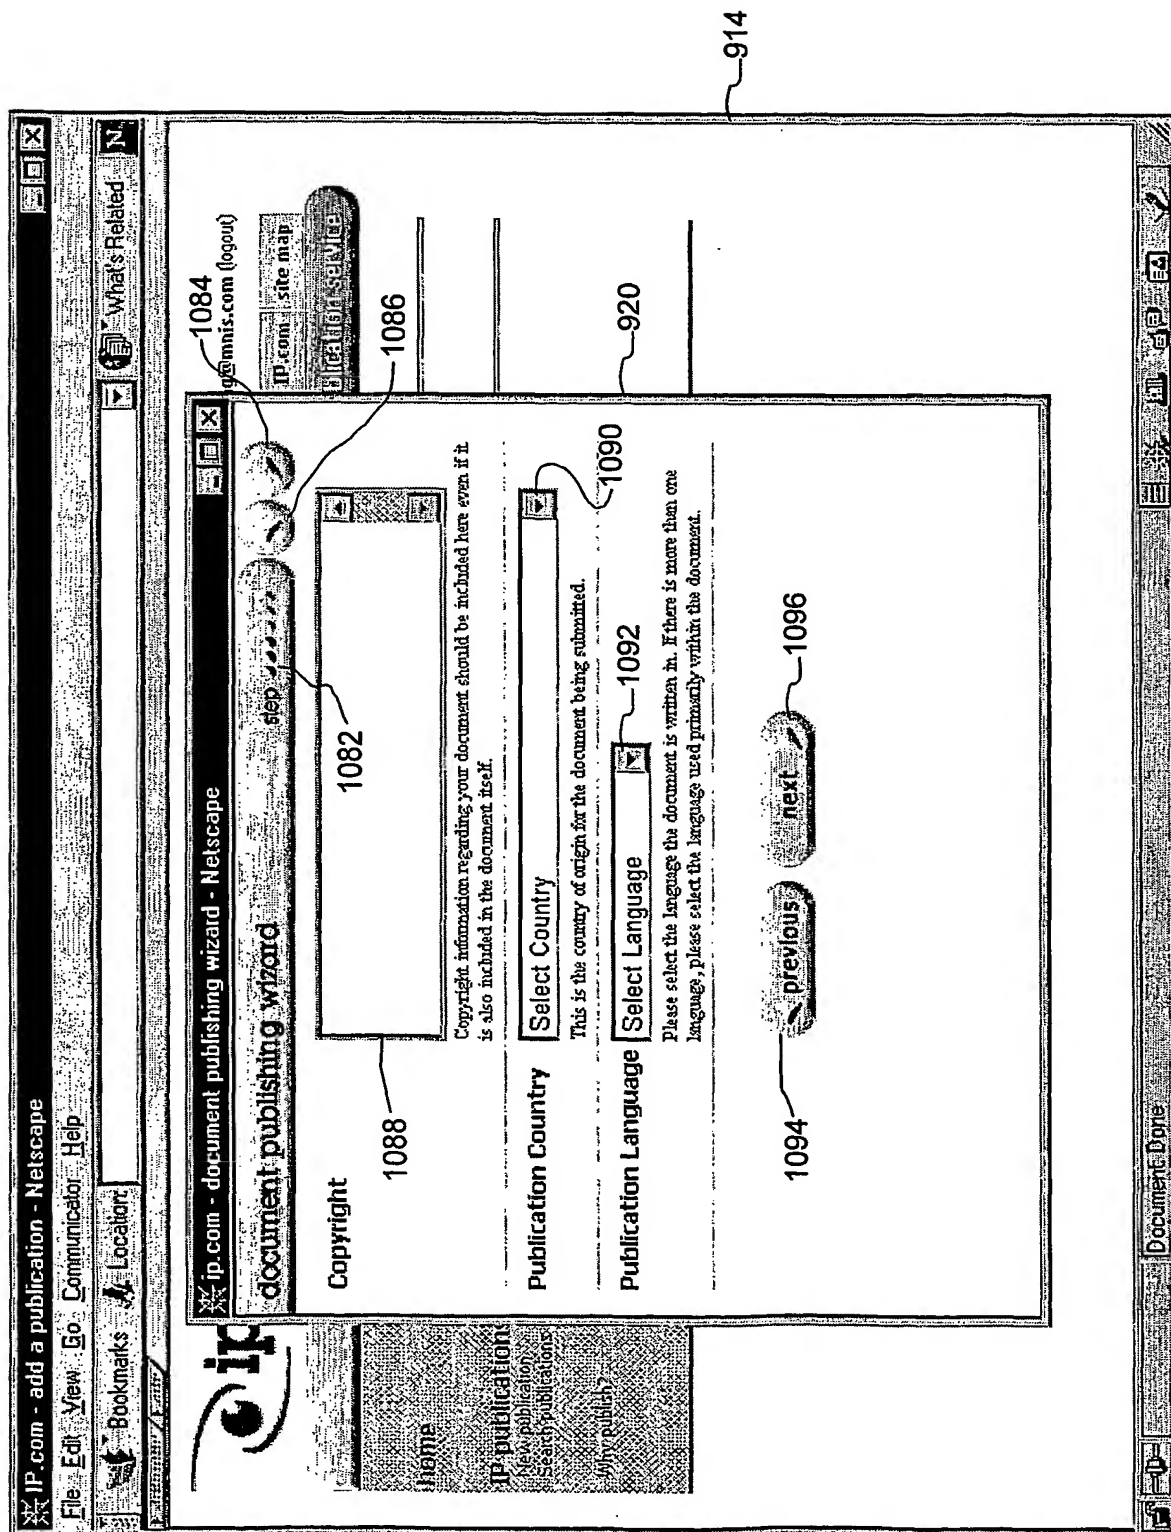 IP.com - add a publication - Netscape
File Edit View Go Communicator Help
Bookmarks Location:
What's Related N
ip
g@mnis.com (logout)
IP.com site map
publication service
home
IP publications
New publication
Search publications
Why publish?
ip.com - document publishing wizard - Netscape
document publishing wizard
step
Copyright
Copyright information regarding your document should be included here even if it
is also included in the document itself.
Publication Country
Select Country
This is the country of origin for the document being submitted.
Publication Language
Select Language
Please select the language the document is written in. If there is more than one
language, please select the language used primarily within the document.
previous
next
Document: Done
1082
1084
1086
1088
1090
1092
1094
1096
920
914